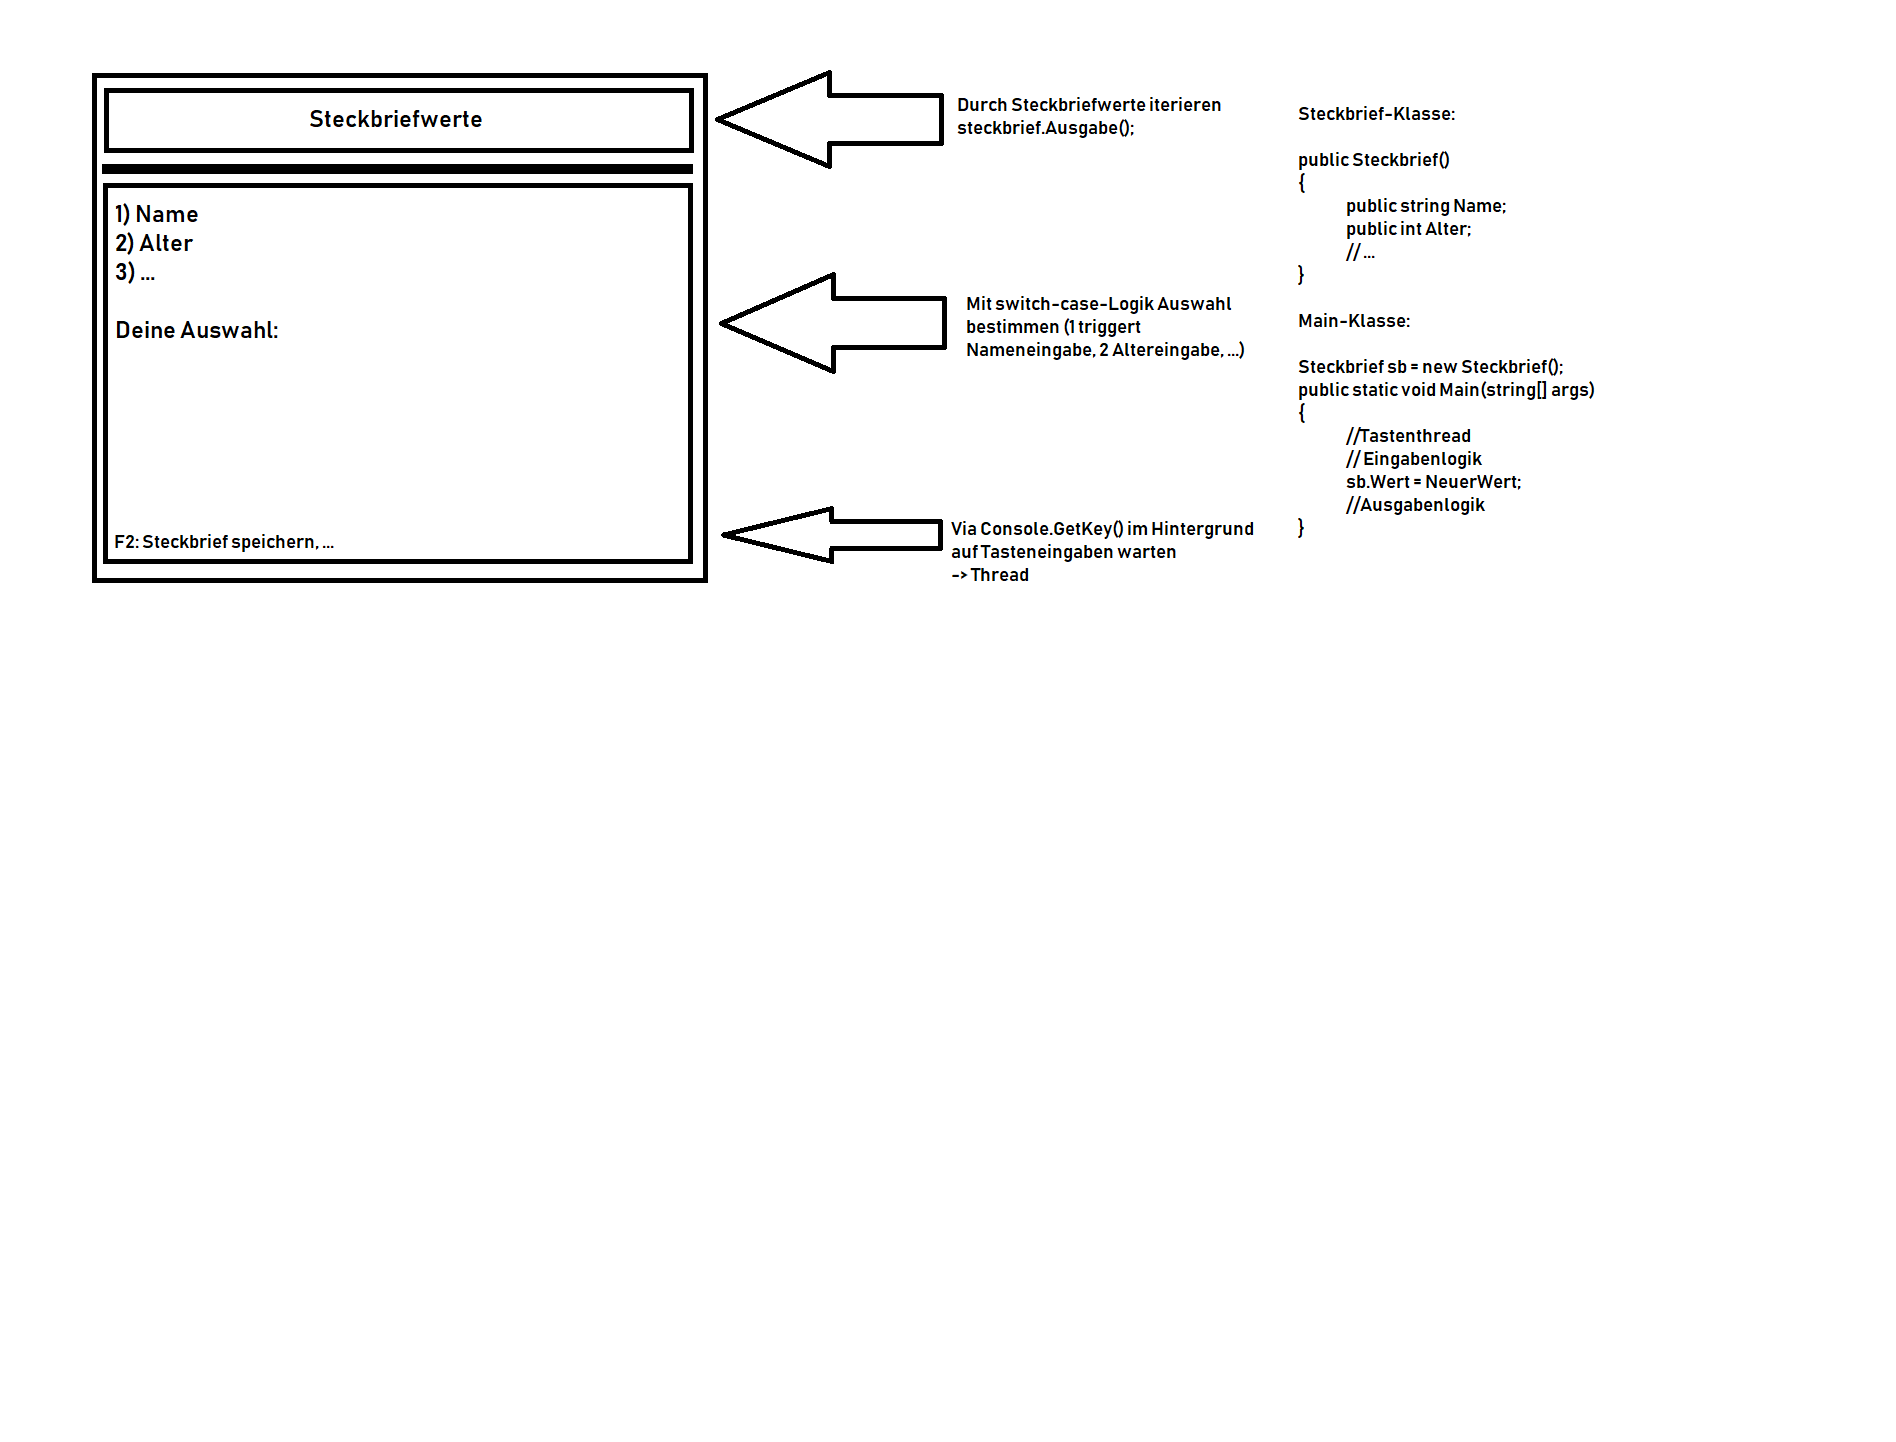 Steckbriefwerte
1) Name
2) Alter
3) ...
Deine Auswahl:
F2: Steckbrief speichern, ...
Durch Steckbriefwerte iterieren
steckbrief.Ausgabe();
Mit switch-case-Logik Auswahl
bestimmen (1 triggert
Nameneingabe, 2 Altereingabe, ...)
Via Console.GetKey() im Hintergrund
auf Tasteneingaben warten
-> Thread
Steckbrief-Klasse:
public Steckbrief()
{
public string Name;
public int Alter;
// ...
}
Main-Klasse:
Steckbrief sb = new Steckbrief();
public static void Main(string[] args)
{
//Tastenthread
// Eingabenlogik
sb.Wert = NeuerWert;
//Ausgabenlogik
}